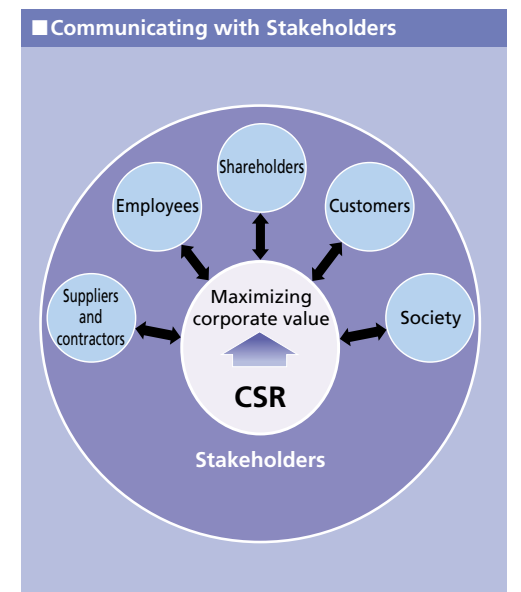 ■Communicating with Stakeholders
Shareholders
Employees
Customers
Suppliers
and
contractors
Society
Maximizing
corporate value
CSR
Stakeholders